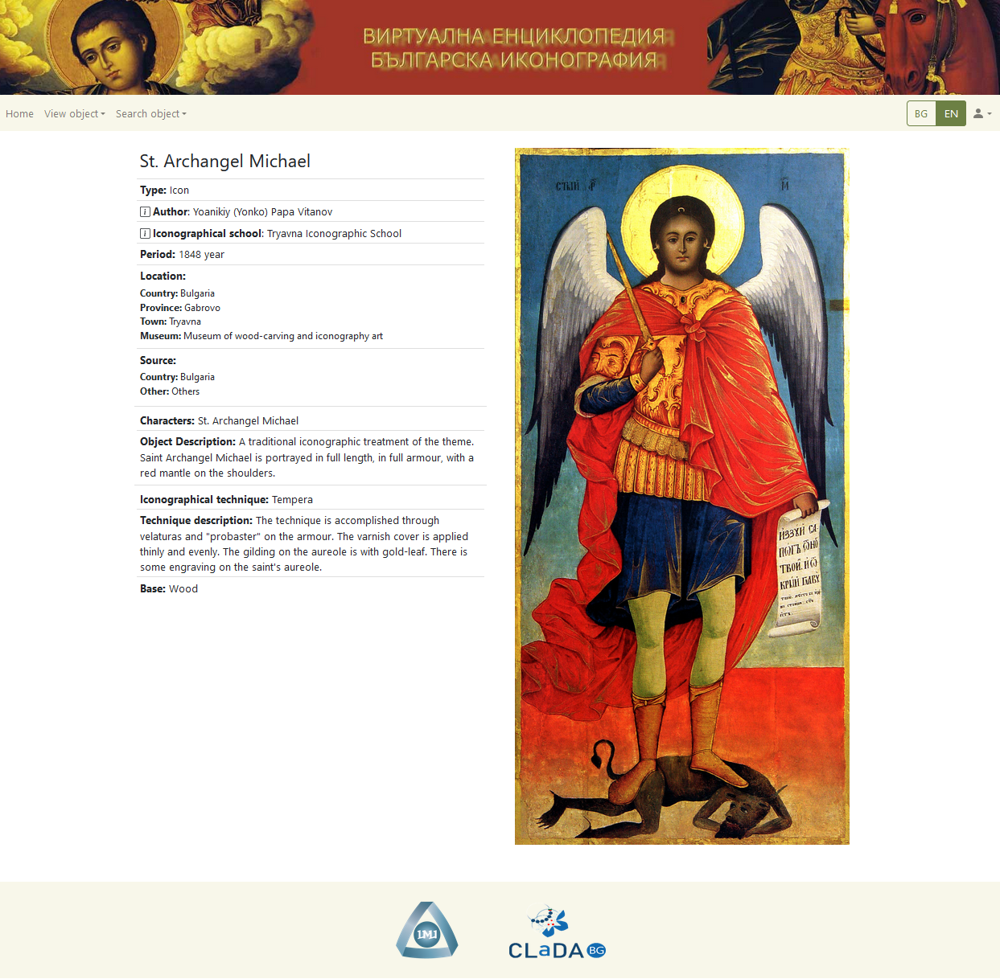 ВИРТУАЛНА ЕНЦИКЛОПЕДИЯ
БЪЛГАРСКА ИКОНОГРАФИЯ
Home View object Search object BG EN
St. Archangel Michael
Type: Icon
Author: Yoanikiy (Yonko) Papa Vitanov
Iconographical school: Tryavna Iconographic School
Period: 1848 year
Location:
Country: Bulgaria
Province: Gabrovo
Town: Tryavna
Museum: Museum of wood-carving and iconography art
Source:
Country: Bulgaria
Other: Others
Characters: St. Archangel Michael
Object Description: A traditional iconographic treatment of the theme.
Saint Archangel Michael is portrayed in full length, in full armour, with a
red mantle on the shoulders.
Iconographical technique: Tempera
Technique description: The technique is accomplished through
velaturas and "probaster" on the armour. The varnish cover is applied
thinly and evenly. The gilding on the aureole is with gold-leaf. There is
some engraving on the saint's aureole.
Base: Wood
ИЗЗУЙ СА-
ПОГЪ
ТВОИ
КРЫЙ ГЛАВУ
IMI
CLaDA BG